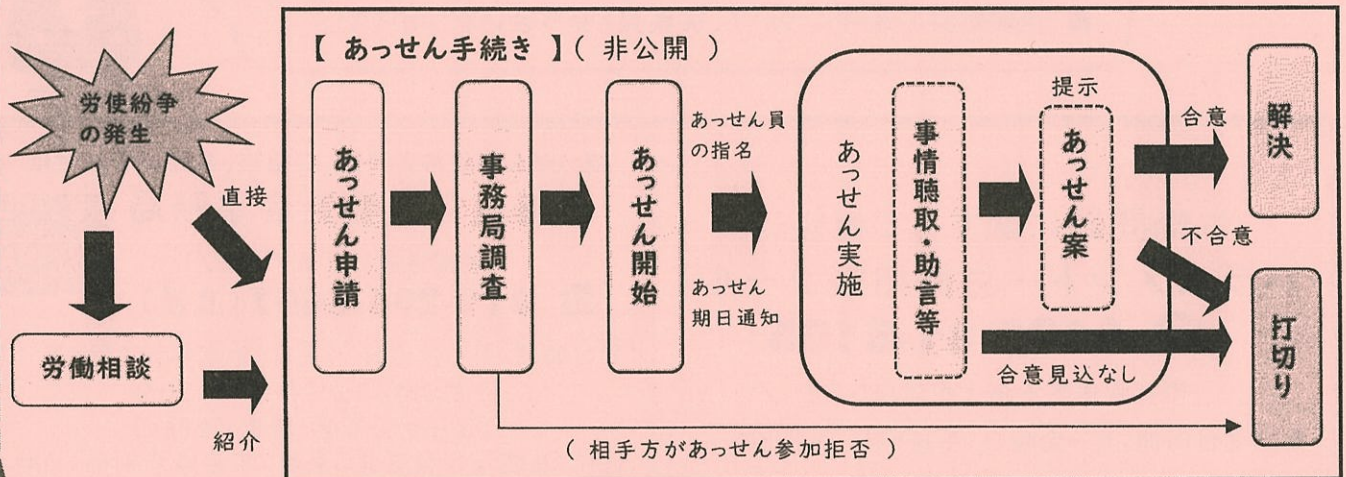 労使紛争
の発生
直接
労働相談
紹介
【 あっせん手続き 】( 非公開 )
あっせん申請
事務局調査
あっせん開始
あっせん員
の指名
あっせん
期日通知
あっせん実施
事情聴取・助言等
提示
あっせん案
合意
不合意
合意見込なし
解決
打切り
( 相手方があっせん参加拒否 )